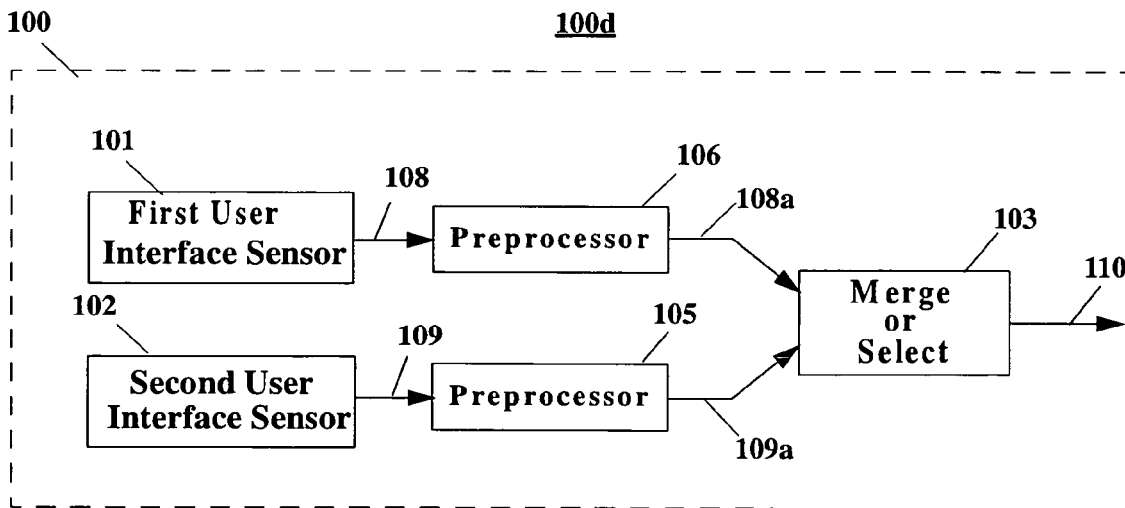 100
100d
101
First User
Interface Sensor
108
106
Preprocessor
108a
103
Merge
or
Select
110
102
Second User
Interface Sensor
109
105
Preprocessor
109a